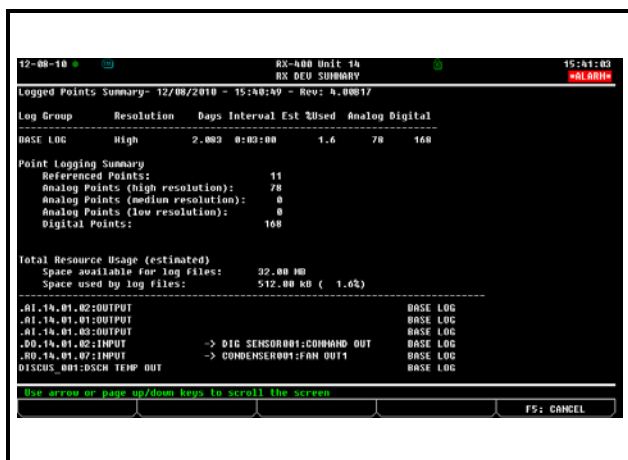 12-08-10 RX-400 Unit 14 15:41:03
RX DEV SUMMARY *ALARM*
Logged Points Summary- 12/08/2010 - 15:40:49 - Rev: 4.00B17
Log Group Resolution Days Interval Est %Used Analog Digital
BASE LOG High 2.083 0:03:00 1.6 78 168
Point Logging Summary
Referenced Points: 11
Analog Points (high resolution): 78
Analog Points (medium resolution): 0
Analog Points (low resolution): 0
Digital Points: 168
Total Resource Usage (estimated)
Space available for log files: 32.00 MB
Space used by log files: 512.00 kB ( 1.6%)
.AI.14.01.02:OUTPUT BASE LOG
.AI.14.01.01:OUTPUT BASE LOG
.AI.14.01.03:OUTPUT BASE LOG
.DO.14.01.02:INPUT -> DIG SENSOR001:COMMAND OUT BASE LOG
.RO.14.01.07:INPUT -> CONDENSER001:FAN OUT1 BASE LOG
DISCUS_001:DSCH TEMP OUT BASE LOG
Use arrow or page up/down keys to scroll the screen
F5: CANCEL